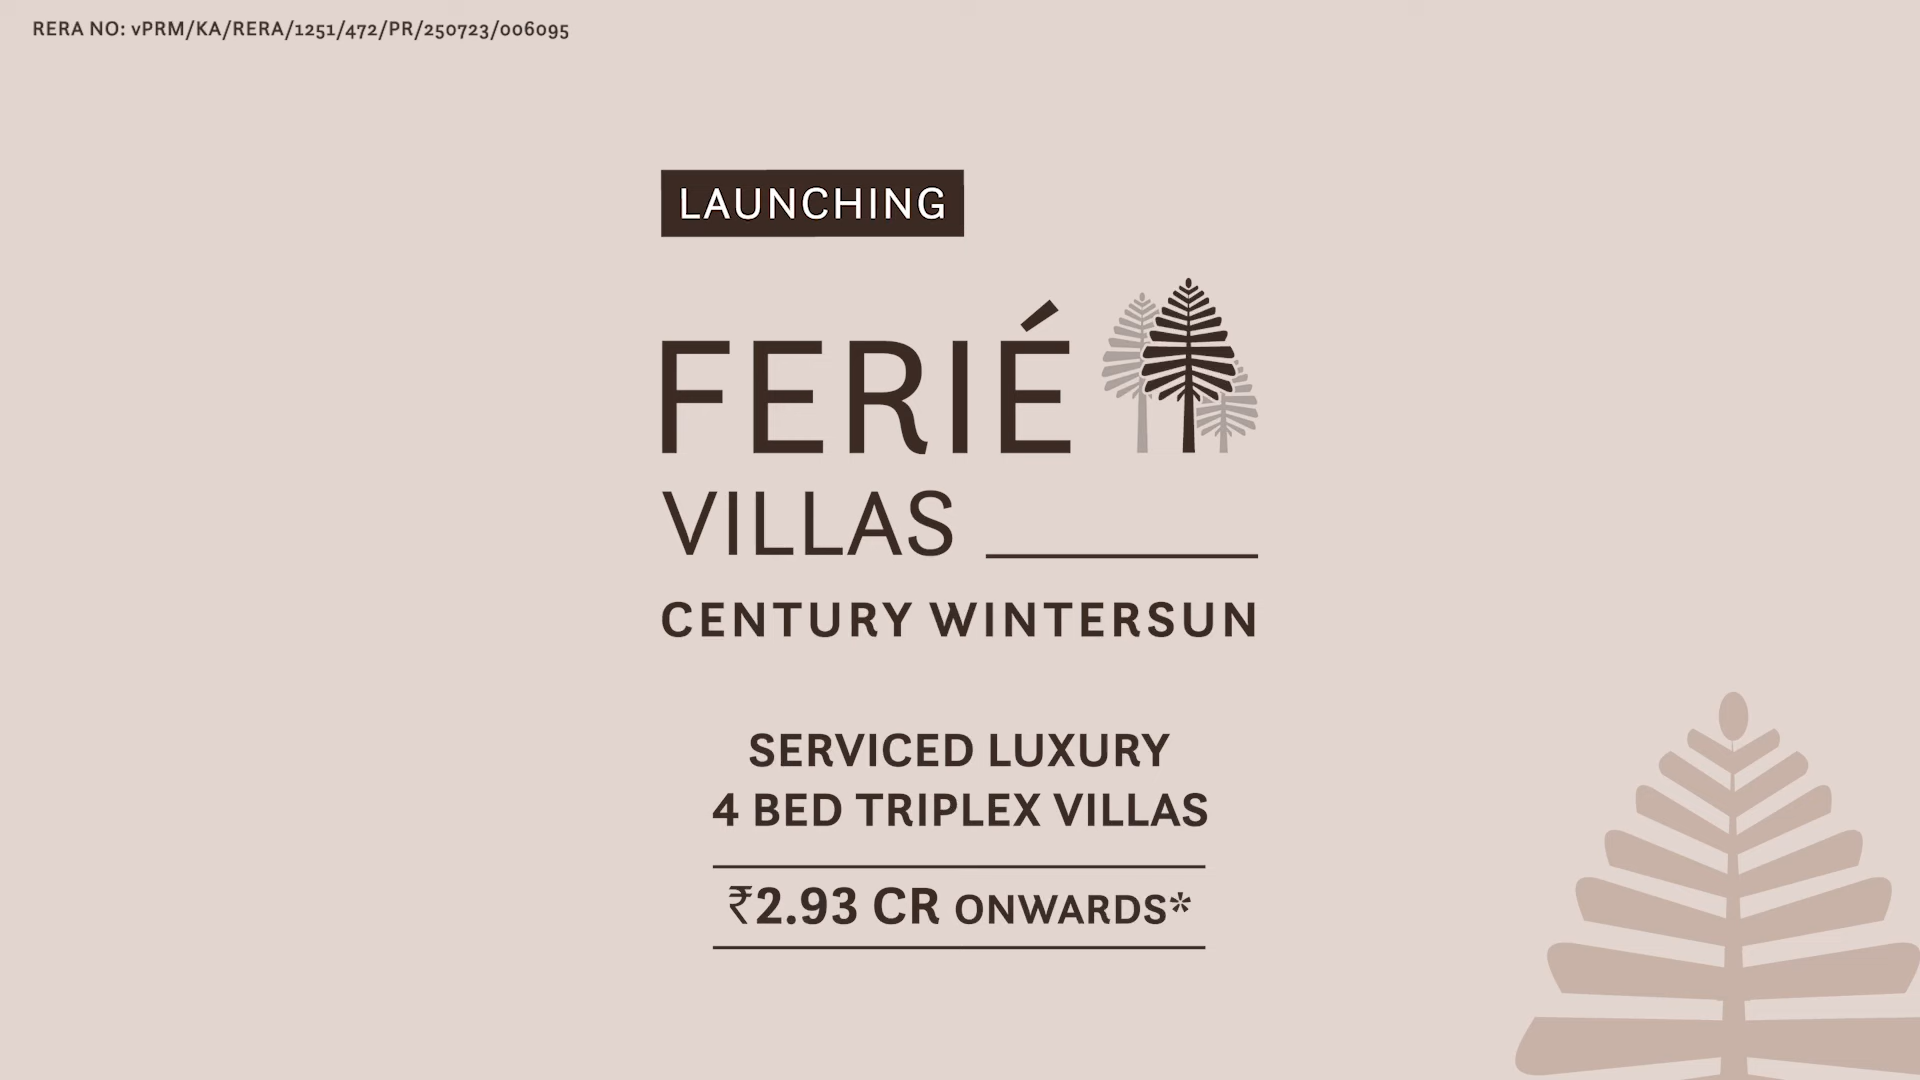 RERA NO: vPRM/KA/RERA/1251/472/PR/250723/006095
LAUNCHING
FERIÉ
VILLAS
CENTURY WINTERSUN
SERVICED LUXURY
4 BED TRIPLEX VILLAS
₹2.93 CR ONWARDS*